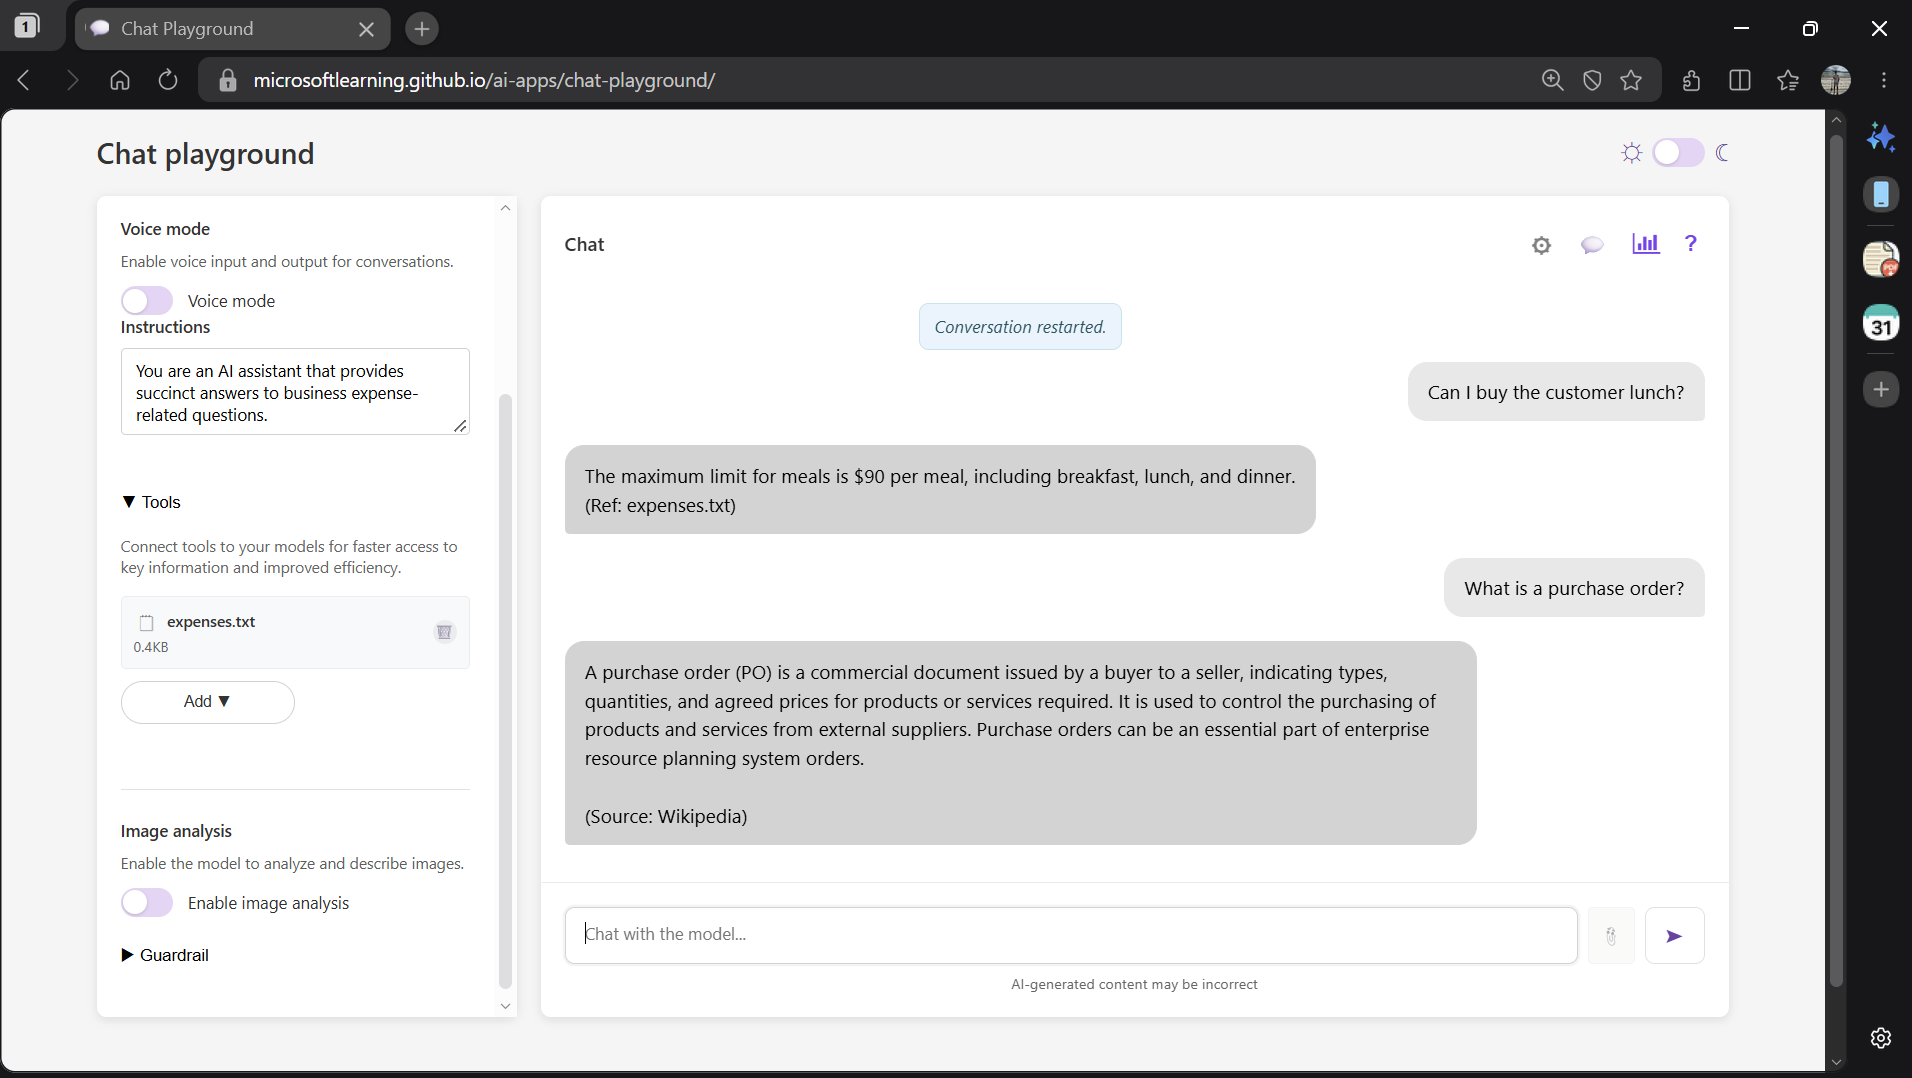 1
Chat Playground
microsoftlearning.github.io/ai-apps/chat-playground/
Chat playground
Voice mode
Enable voice input and output for conversations.
Voice mode
Instructions
You are an AI assistant that provides
succinct answers to business expense-
related questions.
▼ Tools
Connect tools to your models for faster access to
key information and improved efficiency.
expenses.txt
0.4KB
Add ▼
Image analysis
Enable the model to analyze and describe images.
Enable image analysis
▶ Guardrail
Chat
?
Conversation restarted.
Can I buy the customer lunch?
The maximum limit for meals is $90 per meal, including breakfast, lunch, and dinner.
(Ref: expenses.txt)
What is a purchase order?
A purchase order (PO) is a commercial document issued by a buyer to a seller, indicating types,
quantities, and agreed prices for products or services required. It is used to control the purchasing of
products and services from external suppliers. Purchase orders can be an essential part of enterprise
resource planning system orders.
(Source: Wikipedia)
Chat with the model...
AI-generated content may be incorrect
PDF
31